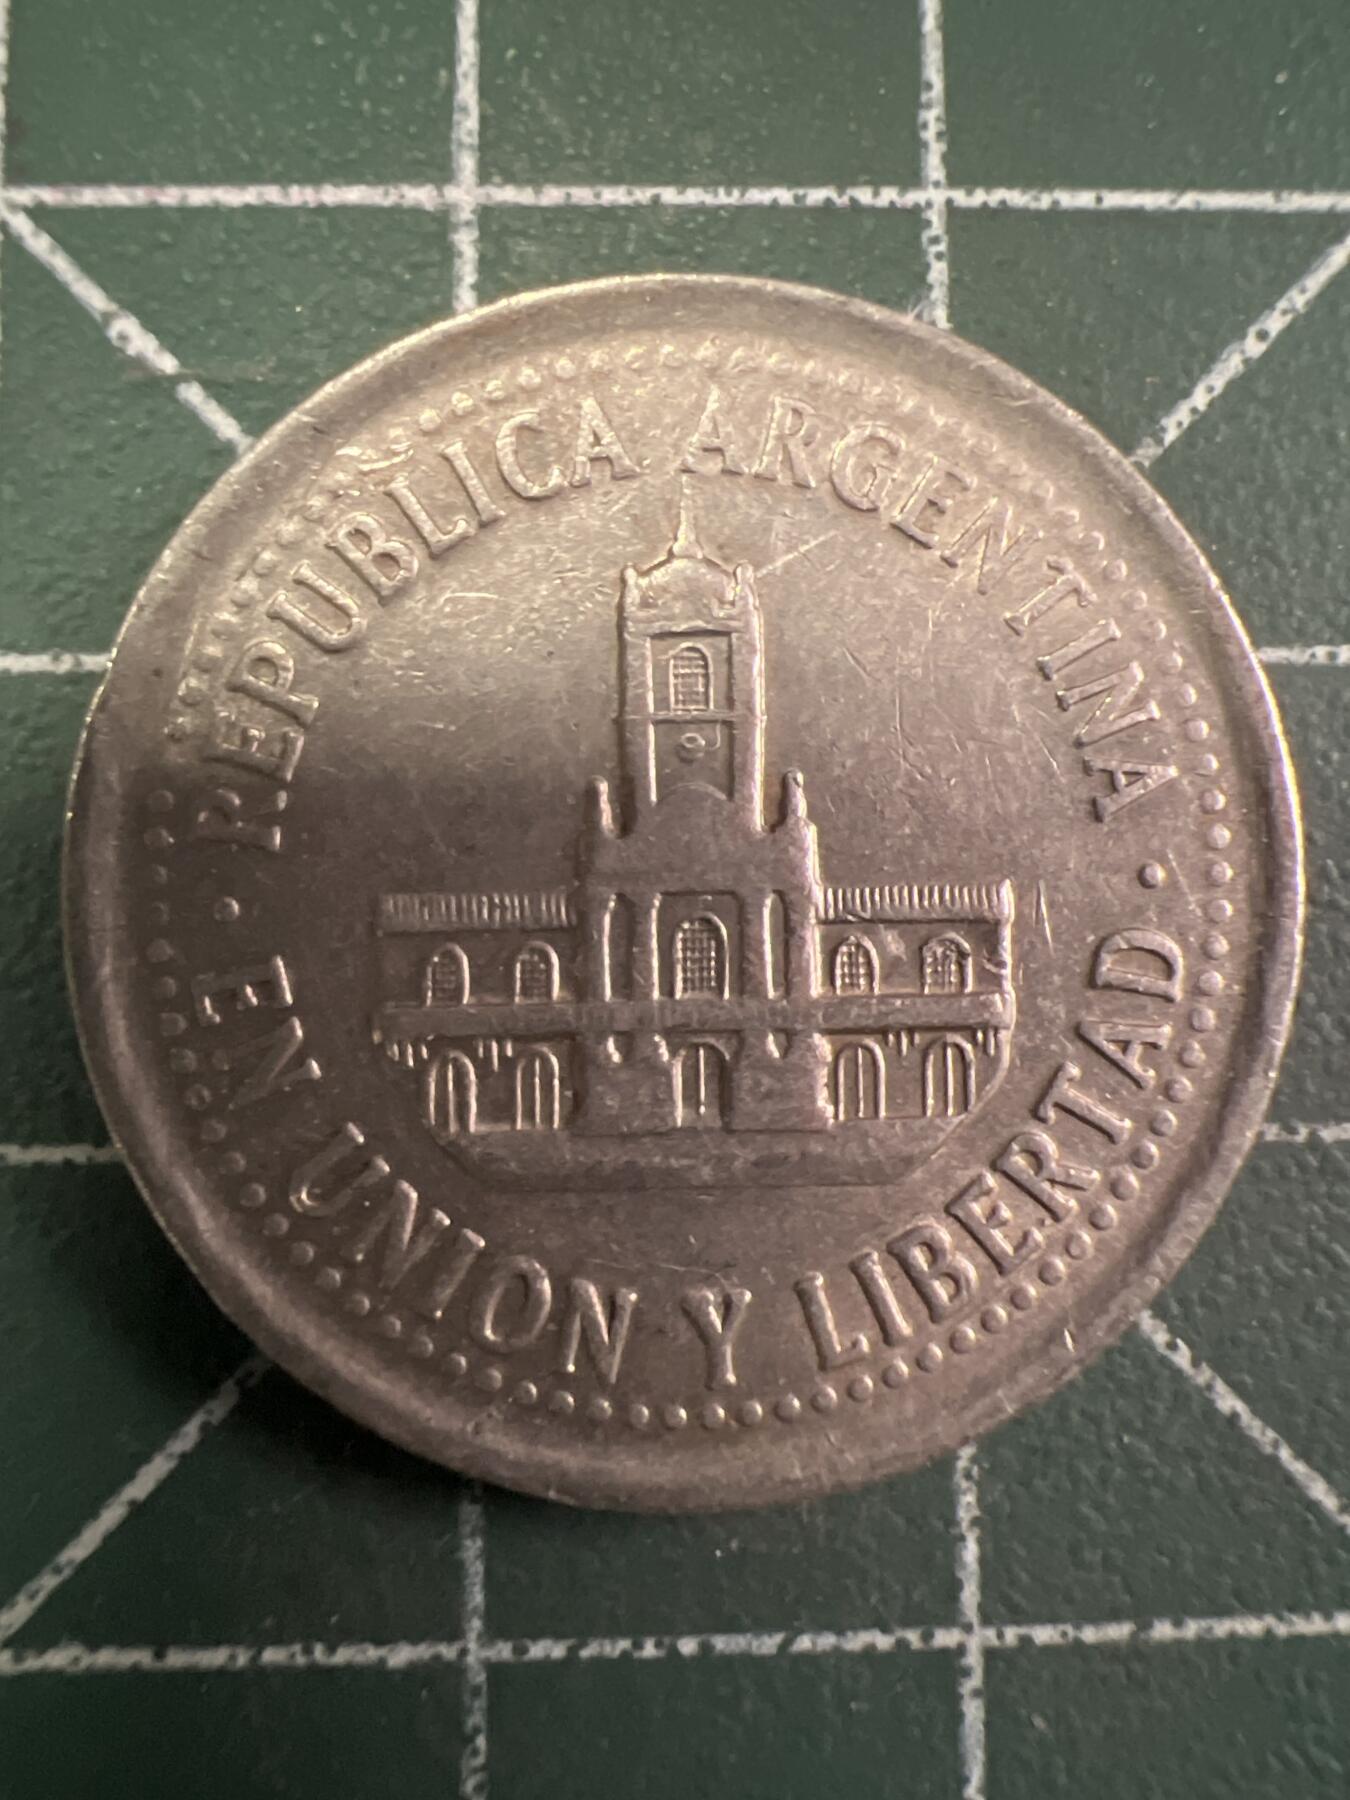 REPUBLICA ARGENTINA
· EN UNION Y LIBERTAD ·